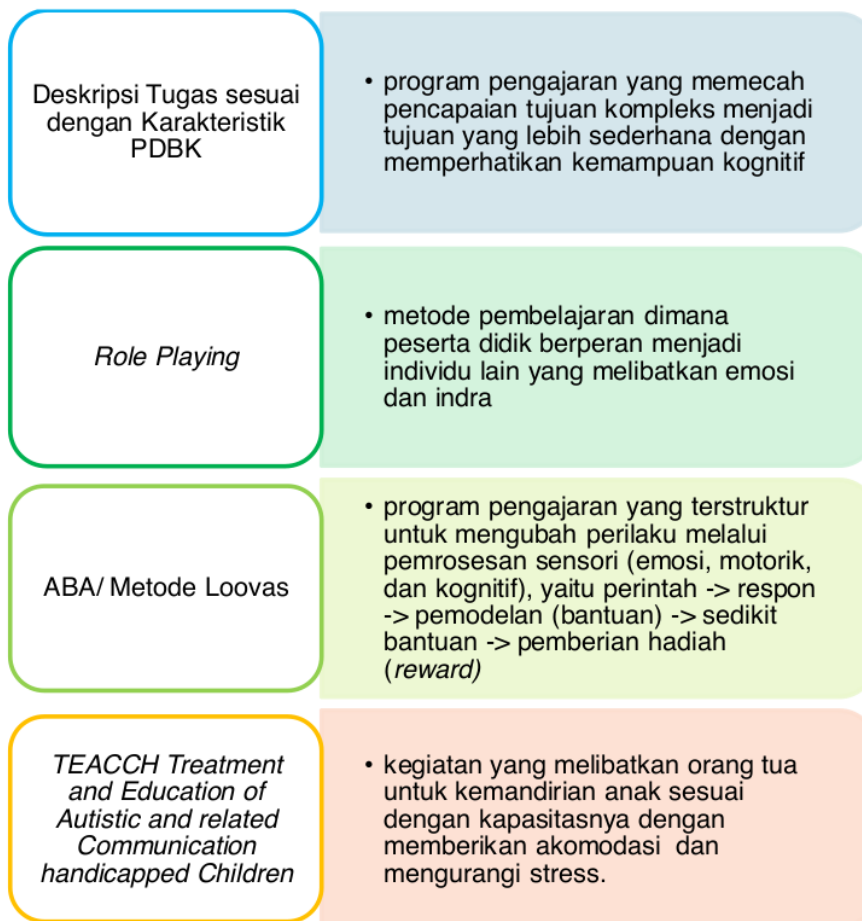 Deskripsi Tugas sesuai
dengan Karakteristik
PDBK
• program pengajaran yang memecah
pencapaian tujuan kompleks menjadi
tujuan yang lebih sederhana dengan
memperhatikan kemampuan kognitif
Role Playing
• metode pembelajaran dimana
peserta didik berperan menjadi
individu lain yang melibatkan emosi
dan indra
ABA/ Metode Loovas
• program pengajaran yang terstruktur
untuk mengubah perilaku melalui
pemrosesan sensori (emosi, motorik,
dan kognitif), yaitu perintah -> respon
-> pemodelan (bantuan) -> sedikit
bantuan -> pemberian hadiah
(reward)
TEACCH Treatment
and Education of
Autistic and related
Communication
handicapped Children
• kegiatan yang melibatkan orang tua
untuk kemandirian anak sesuai
dengan kapasitasnya dengan
memberikan akomodasi dan
mengurangi stress.